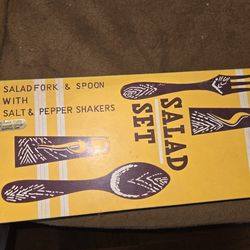 SALAD FORK & SPOON
WITH
SALT & PEPPER SHAKERS
SALAD
SET